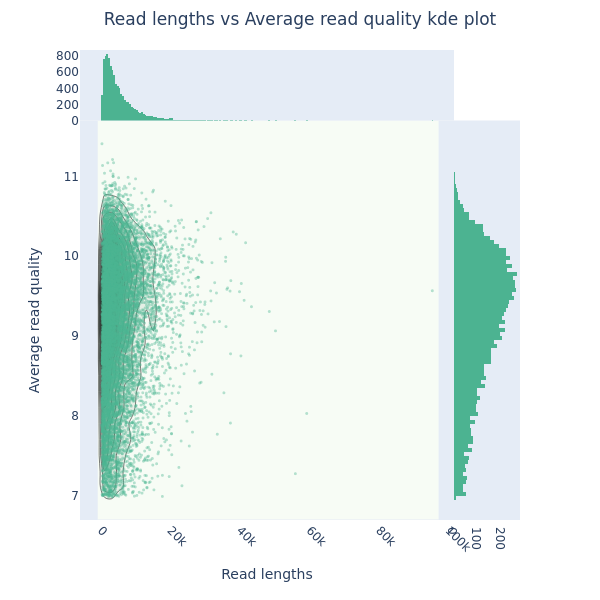 Read lengths vs Average read quality kde plot
800
600
400
200
0
11
10
9
8
7
Average read quality
0
20k
40k
60k
80k
100k
0
100
200
Read lengths